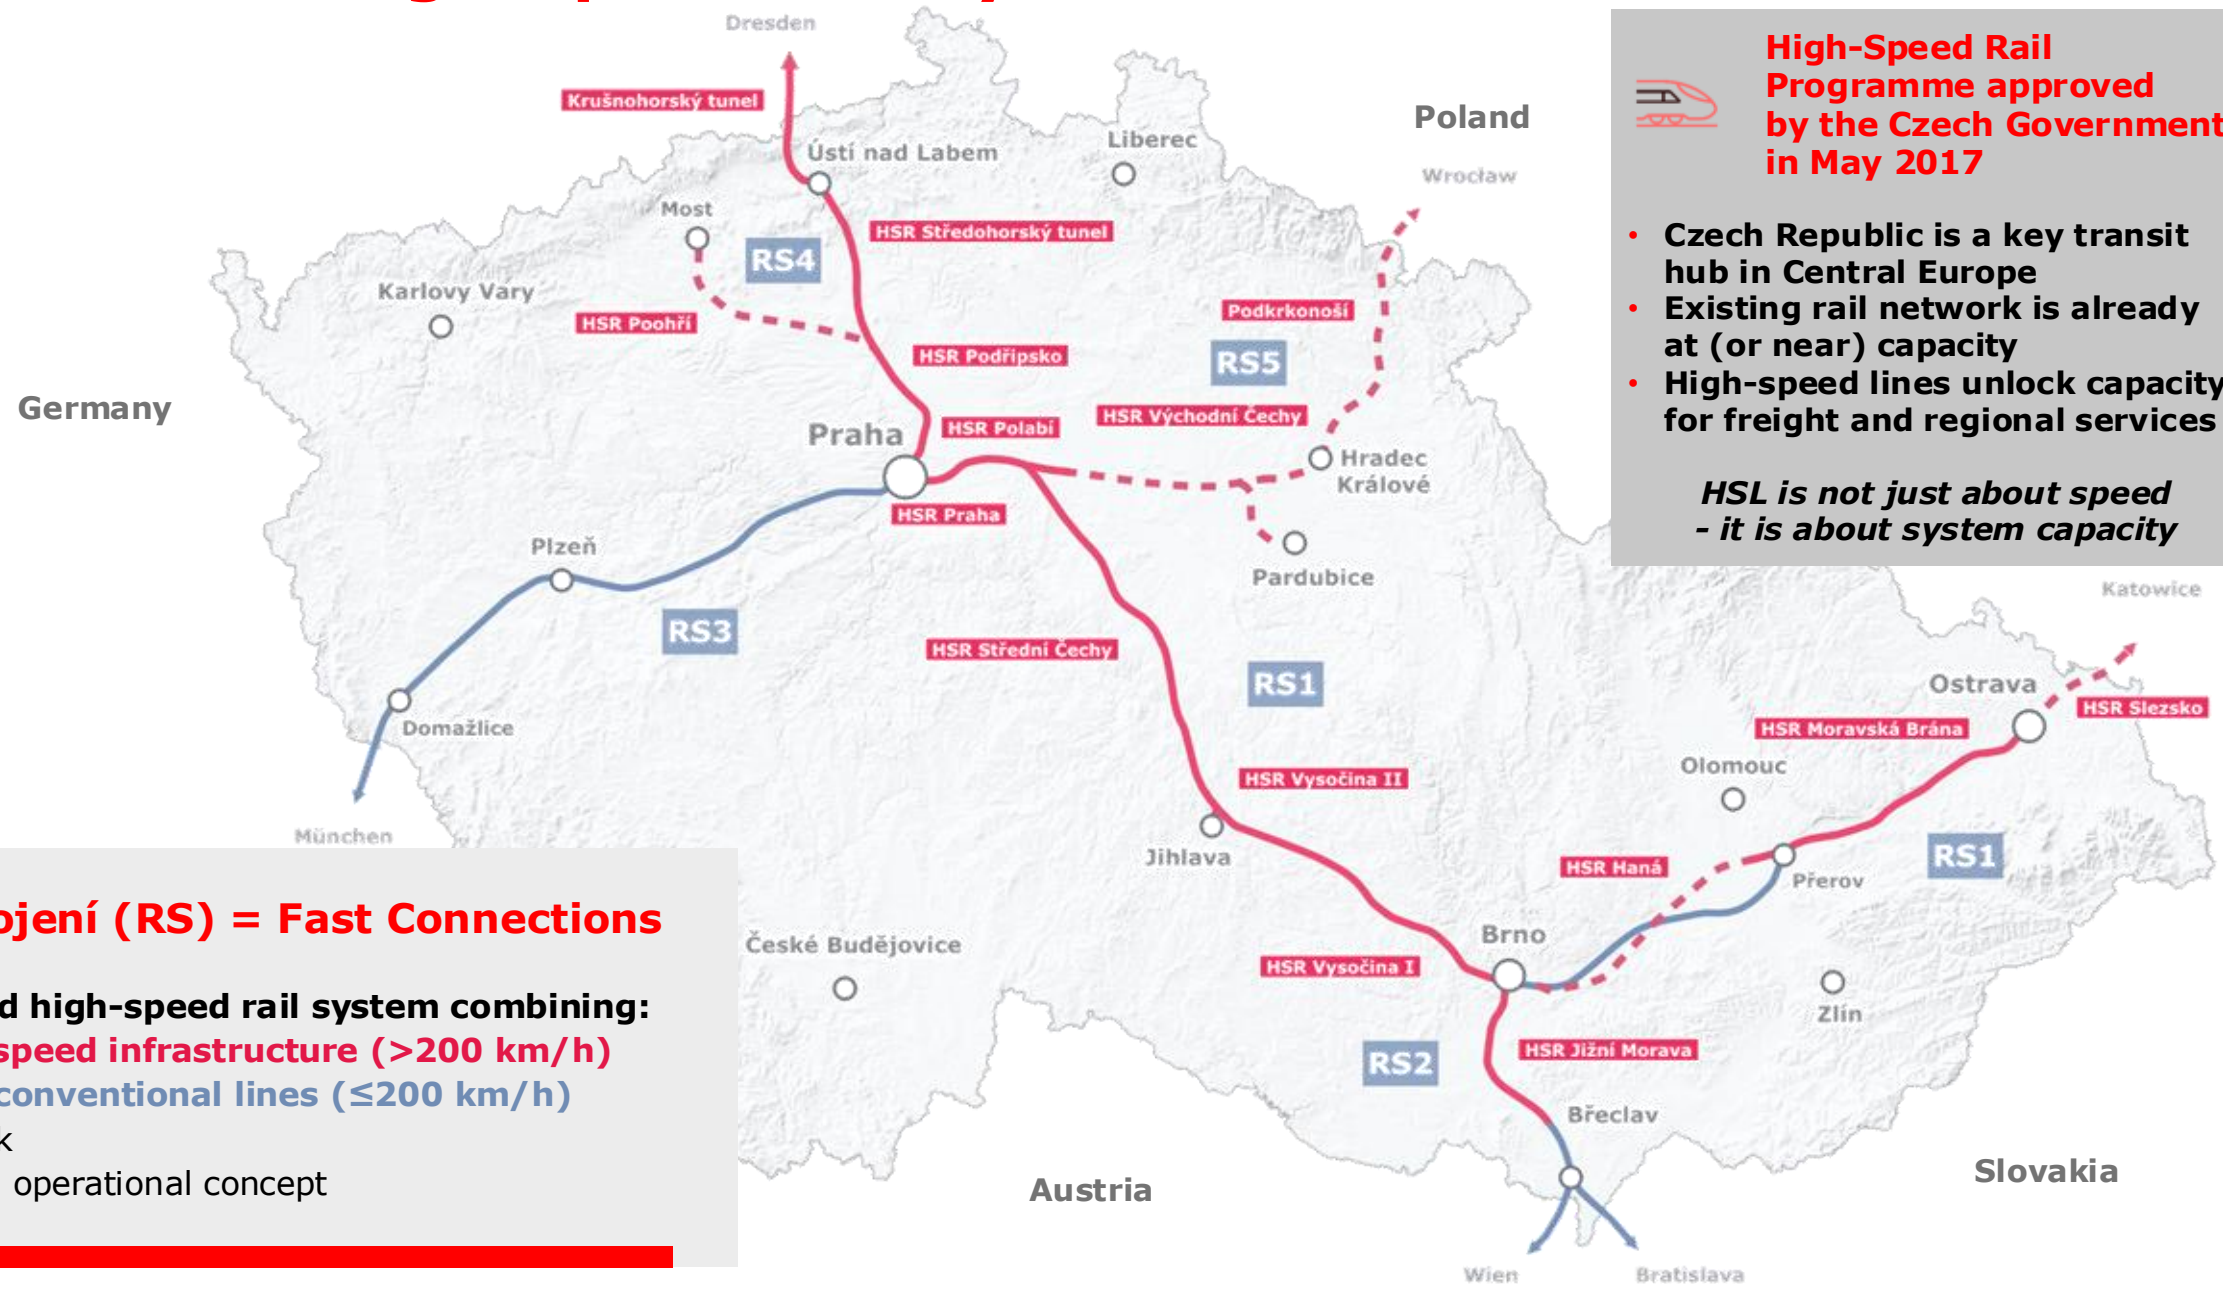 Dresden
Krušnohorský tunel
Ústí nad Labem
Liberec
Poland
Wrocław
Most
HSR Středohorský tunel
RS4
Karlovy Vary
HSR Poohří
Podkrkonoší
HSR Podřipsko
RS5
Germany
HSR Východní Čechy
Praha
HSR Polabí
Hradec
Králové
HSR Praha
Plzeň
Pardubice
RS3
HSR Střední Čechy
RS1
Domažlice
München
HSR Vysočina II
Jihlava
Katowice
Ostrava
HSR Slezsko
HSR Moravská Brána
Olomouc
RS1
HSR Haná
Přerov
České Budějovice
Brno
HSR Vysočina I
Zlín
RS2
HSR Jižní Morava
Břeclav
Austria
Slovakia
Wien
Bratislava
High-Speed Rail
Programme approved
by the Czech Government
in May 2017
• Czech Republic is a key transit
hub in Central Europe
• Existing rail network is already
at (or near) capacity
• High-speed lines unlock capacity
for freight and regional services
HSL is not just about speed
- it is about system capacity
ojení (RS) = Fast Connections
d high-speed rail system combining:
speed infrastructure (>200 km/h)
conventional lines (≤200 km/h)
k
operational concept